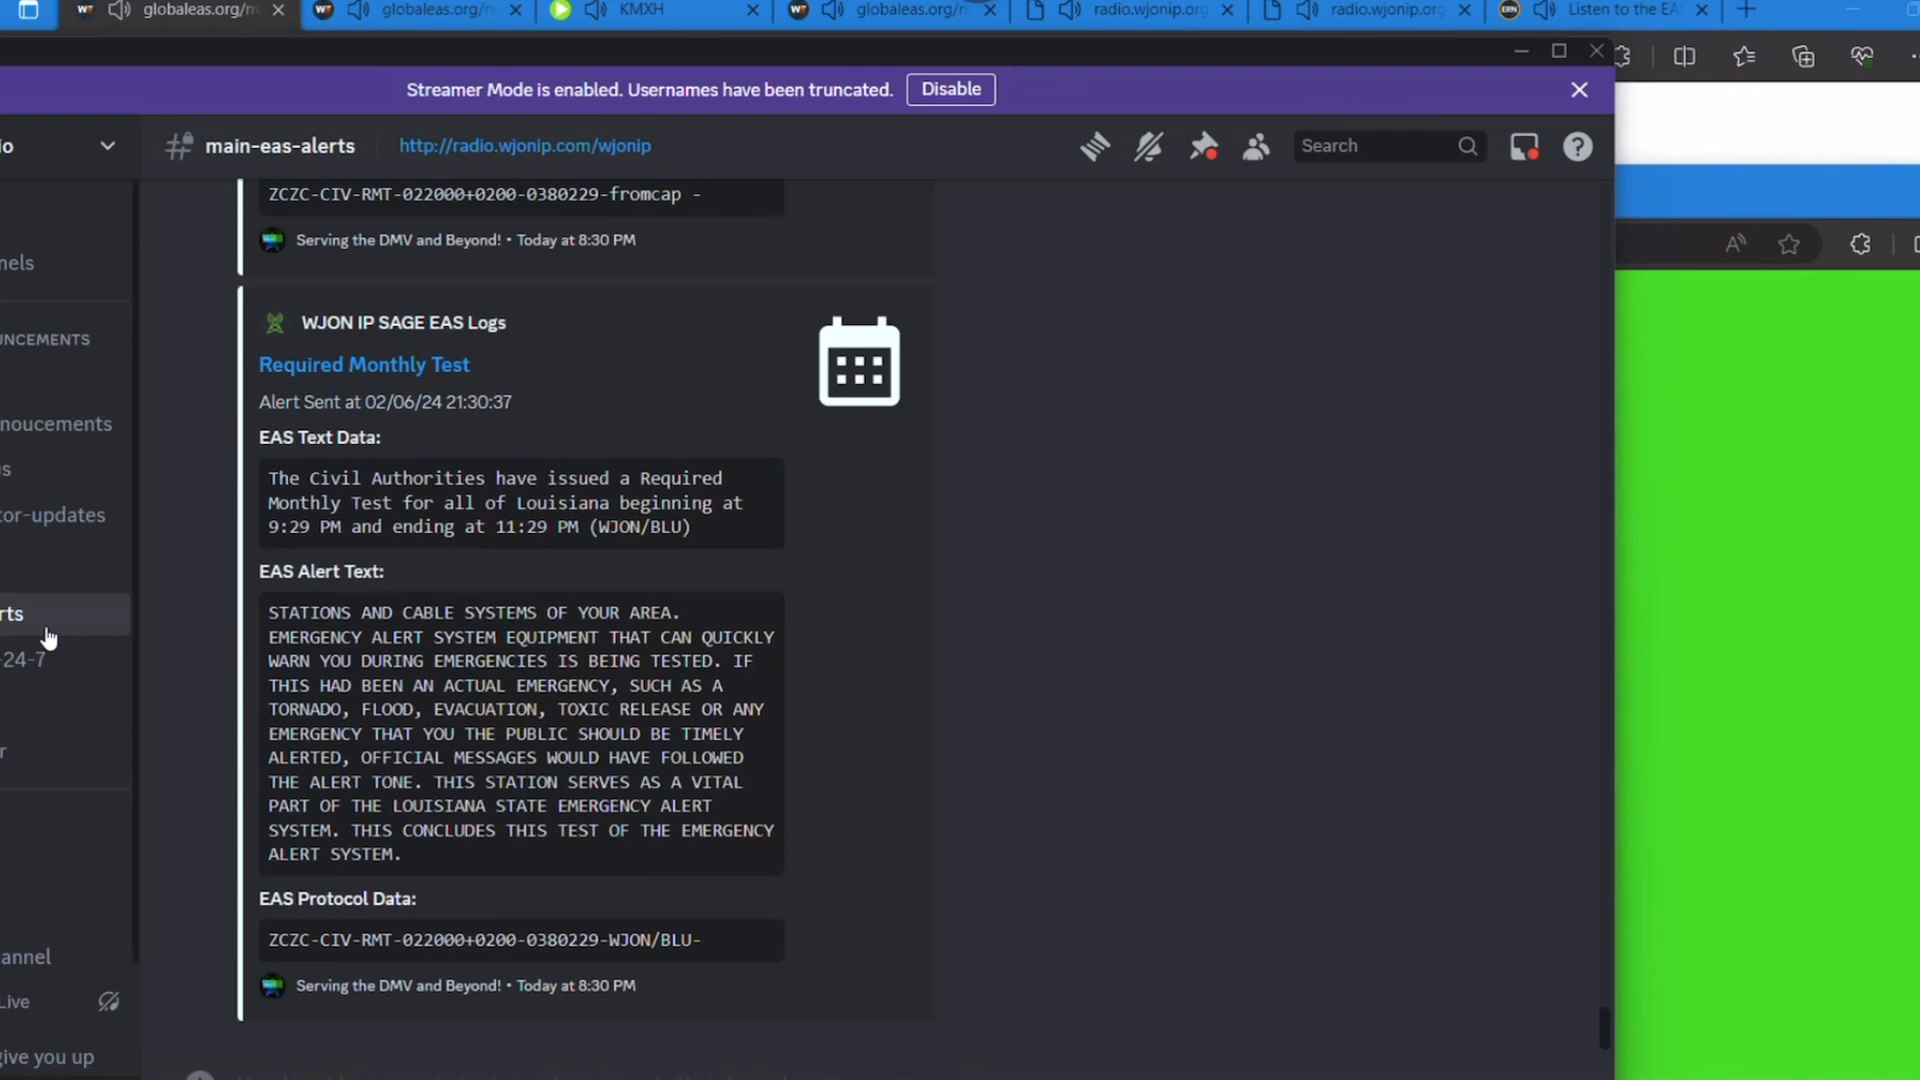 globaleas.org/nv
globaleas.org/n
KMXH
globaleas.org/n
radio.wjonip.org
radio.wjonip.org
Listen to the EA
Streamer Mode is enabled. Usernames have been truncated.
Disable
io
main-eas-alerts
http://radio.wjonip.com/wjonip
Search
ZCZC-CIV-RMT-022000+0200-0380229-fromcap -
Serving the DMV and Beyond! • Today at 8:30 PM
nels
UNCEMENTS
noucements
s
tor-updates
rts
-24-7
r
annel
Live
give you up
WJON IP SAGE EAS Logs
Required Monthly Test
Alert Sent at 02/06/24 21:30:37
EAS Text Data:
The Civil Authorities have issued a Required
Monthly Test for all of Louisiana beginning at
9:29 PM and ending at 11:29 PM (WJON/BLU)
EAS Alert Text:
STATIONS AND CABLE SYSTEMS OF YOUR AREA.
EMERGENCY ALERT SYSTEM EQUIPMENT THAT CAN QUICKLY
WARN YOU DURING EMERGENCIES IS BEING TESTED. IF
THIS HAD BEEN AN ACTUAL EMERGENCY, SUCH AS A
TORNADO, FLOOD, EVACUATION, TOXIC RELEASE OR ANY
EMERGENCY THAT YOU THE PUBLIC SHOULD BE TIMELY
ALERTED, OFFICIAL MESSAGES WOULD HAVE FOLLOWED
THE ALERT TONE. THIS STATION SERVES AS A VITAL
PART OF THE LOUISIANA STATE EMERGENCY ALERT
SYSTEM. THIS CONCLUDES THIS TEST OF THE EMERGENCY
ALERT SYSTEM.
EAS Protocol Data:
ZCZC-CIV-RMT-022000+0200-0380229-WJON/BLU-
Serving the DMV and Beyond! • Today at 8:30 PM